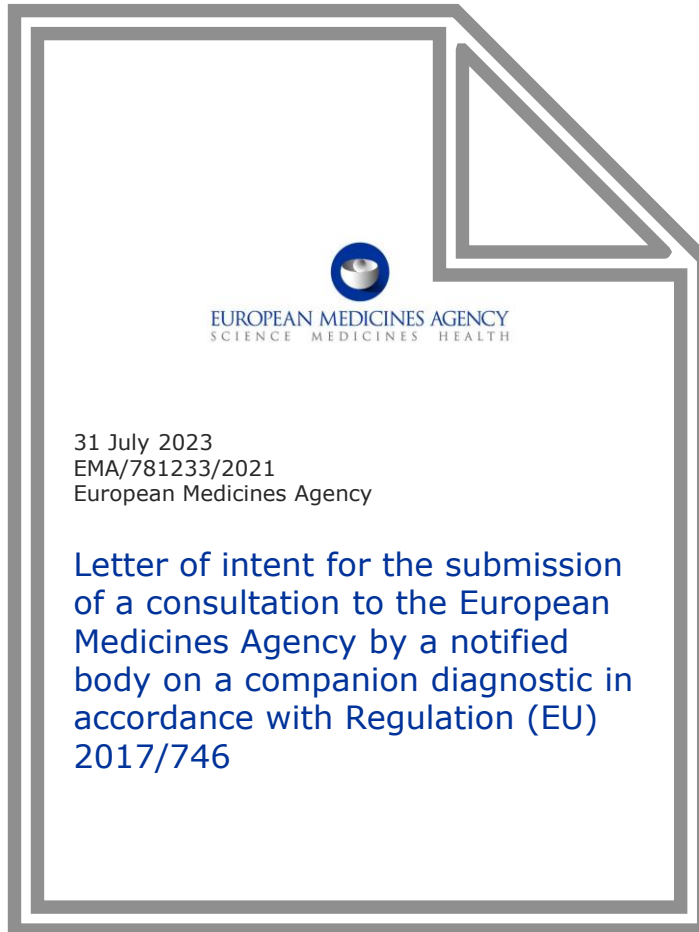 EUROPEAN MEDICINES AGENCY
SCIENCE MEDICINES HEALTH
31 July 2023
EMA/781233/2021
European Medicines Agency
Letter of intent for the submission
of a consultation to the European
Medicines Agency by a notified
body on a companion diagnostic in
accordance with Regulation (EU)
2017/746